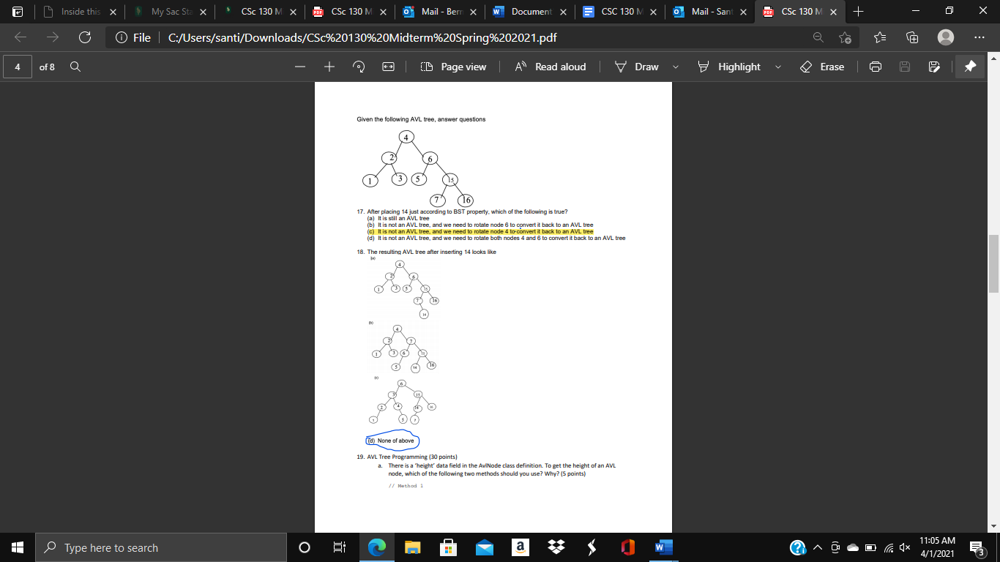 Inside this
My Sac Sta
CSc 130 M
CSc 130 M
Mail - Bern
Document
CSC 130 M
Mail - Sant
CSc 130 M
File
C:/Users/santi/Downloads/CSc%20130%20Midterm%20Spring%202021.pdf
4 of 8
Page view
Read aloud
Draw
Highlight
Erase
Given the following AVL tree, answer questions
4
2 6
1 3 5 15
7 16
17. After placing 14 just according to BST property, which of the following is true?
(a) It is still an AVL tree
(b) It is not an AVL tree, and we need to rotate node 6 to convert it back to an AVL tree
(c) It is not an AVL tree, and we need to rotate node 4 to convert it back to an AVL tree
(d) It is not an AVL tree, and we need to rotate both nodes 4 and 6 to convert it back to an AVL tree
18. The resulting AVL tree after inserting 14 looks like
(a)
4
2 6
1 3 5 15
7 16
14
(b)
4
2 7
1 3 6 15
5 14 16
(c)
6
3 15
2 4 14
5 7
(d) None of above
19. AVL Tree Programming (30 points)
a. There is a 'height' data field in the AvlNode class definition. To get the height of an AVL
node, which of the following two methods should you use? Why? (5 points)
// Method 1
Type here to search
11:05 AM
4/1/2021
3